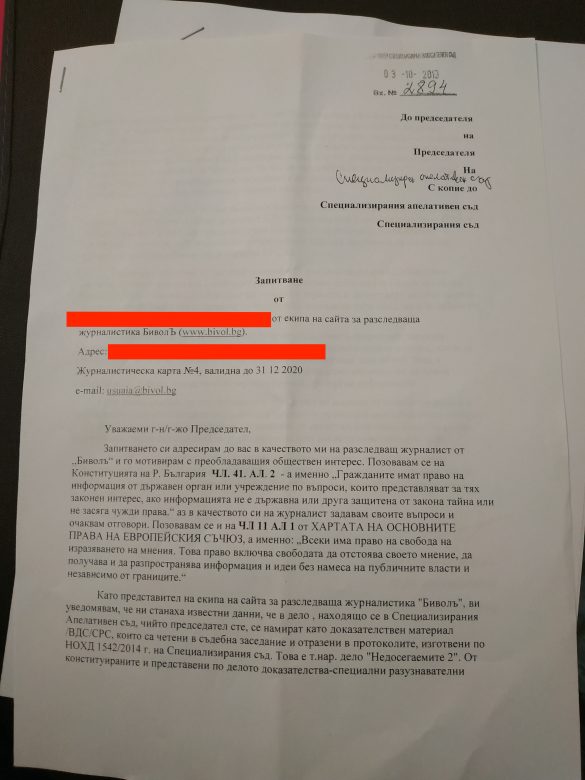 03 -10- 2019
Вх. № 2894
До председателя
на
Председателя
На
Специализиран апелативен съд
С копие до
Специализирания апелативен съд
Специализирания съд
Запитване
от
от екипа на сайта за разследваща
журналистика БиволЪ (www.bivol.bg).
Адрес:
Журналистическа карта №4, валидна до 31 12 2020
e-mail: @bivol.bg
Уважаеми г-н/г-жо Председател,
Запитването си адресирам до вас в качеството ми на разследващ журналист от
„Биволъ" и го мотивирам с преобладаващия обществен интерес. Позовавам се на
Конституцията на Р. България ЧЛ. 41. АЛ. 2 - а именно „Гражданите имат право на
информация от държавен орган или учреждение по въпроси, които представляват за тях
законен интерес, ако информацията не е държавна или друга защитена от закона тайна или
не засяга чужди права." аз в качеството си на журналист задавам своите въпроси и
очаквам отговори. Позовавам се и на ЧЛ 11 АЛ 1 от ХАРТАТА НА ОСНОВНИТЕ
ПРАВА НА ЕВРОПЕЙСКИЯ СЪЮЗ, а именно: „Всеки има право на свобода на
изразяването на мнения. Това право включва свободата да отстоява своето мнение, да
получава и да разпространява информация и идеи без намеса на публичните власти и
независимо от границите."
Като представител на екипа на сайта за разследваща журналистика "Биволъ", ви
уведомявам, че ни станаха известни данни, че в дело , находящо се в Специализирания
Апелативен съд, чийто председател сте, се намират като доказателствен материал
/ВДС/СРС, които са четени в съдебна заседание и отразени в протоколите, изготвени по
НОХД 1542/2014 г. на Специализирания съд. Това е т.нар. дело "Недосегаемите 2". От
конституираните и представени по делото доказателства-специални разузнавателни